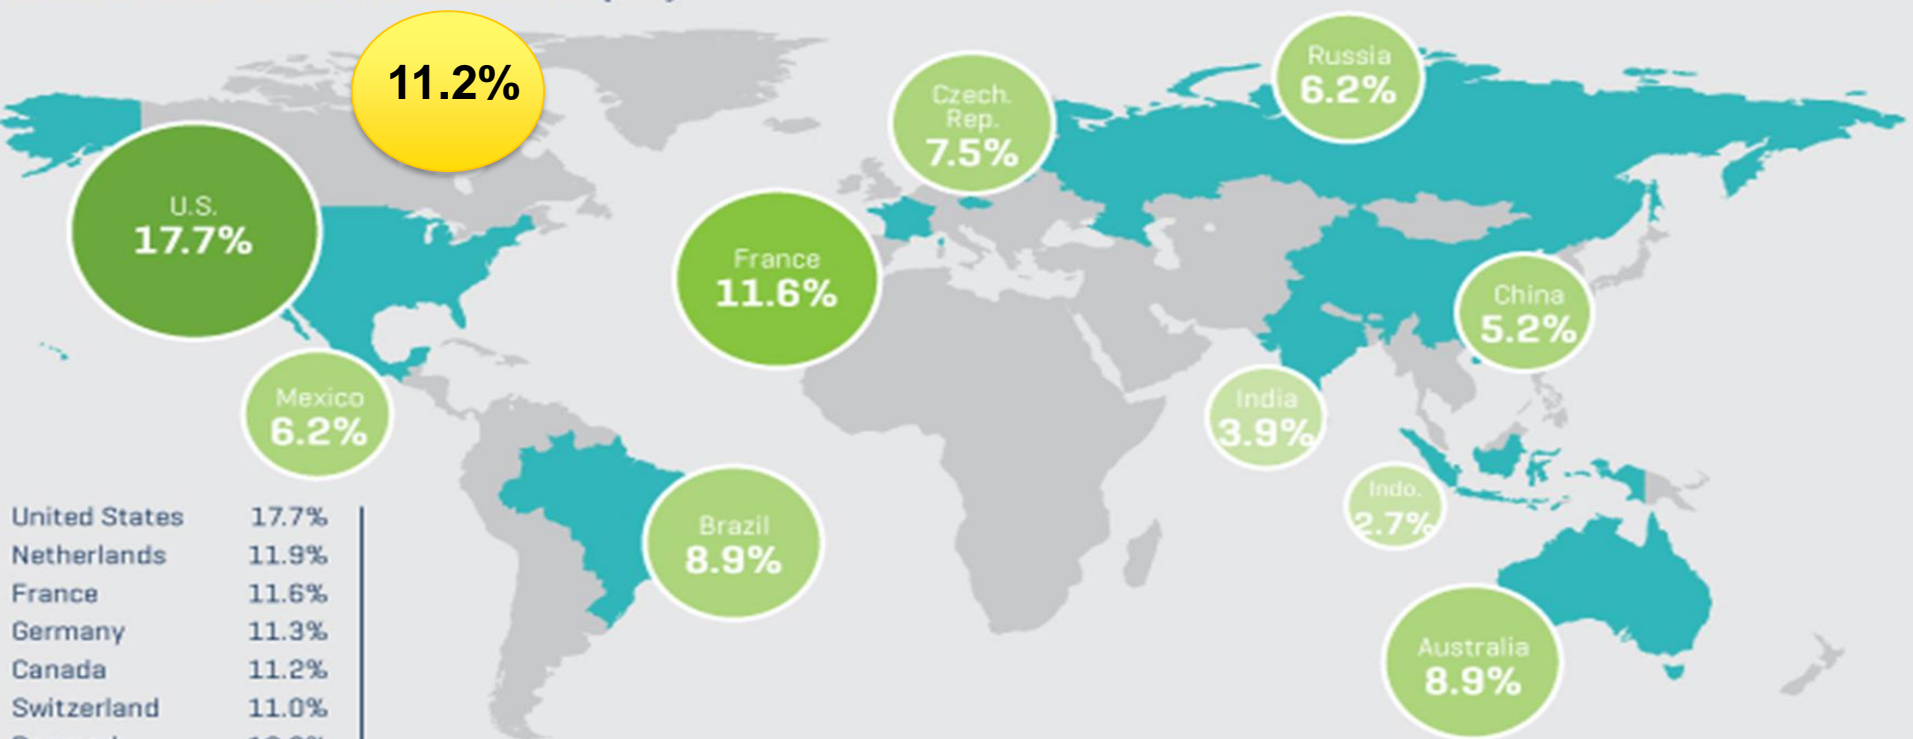 11.2%
Russia
6.2%
Czech.
Rep.
7.5%
U.S.
17.7%
France
11.6%
China
5.2%
Mexico
6.2%
India
3.9%
Indo.
2.7%
Brazil
8.9%
Australia
8.9%
United States 17.7%
Netherlands 11.9%
France 11.6%
Germany 11.3%
Canada 11.2%
Switzerland 11.0%